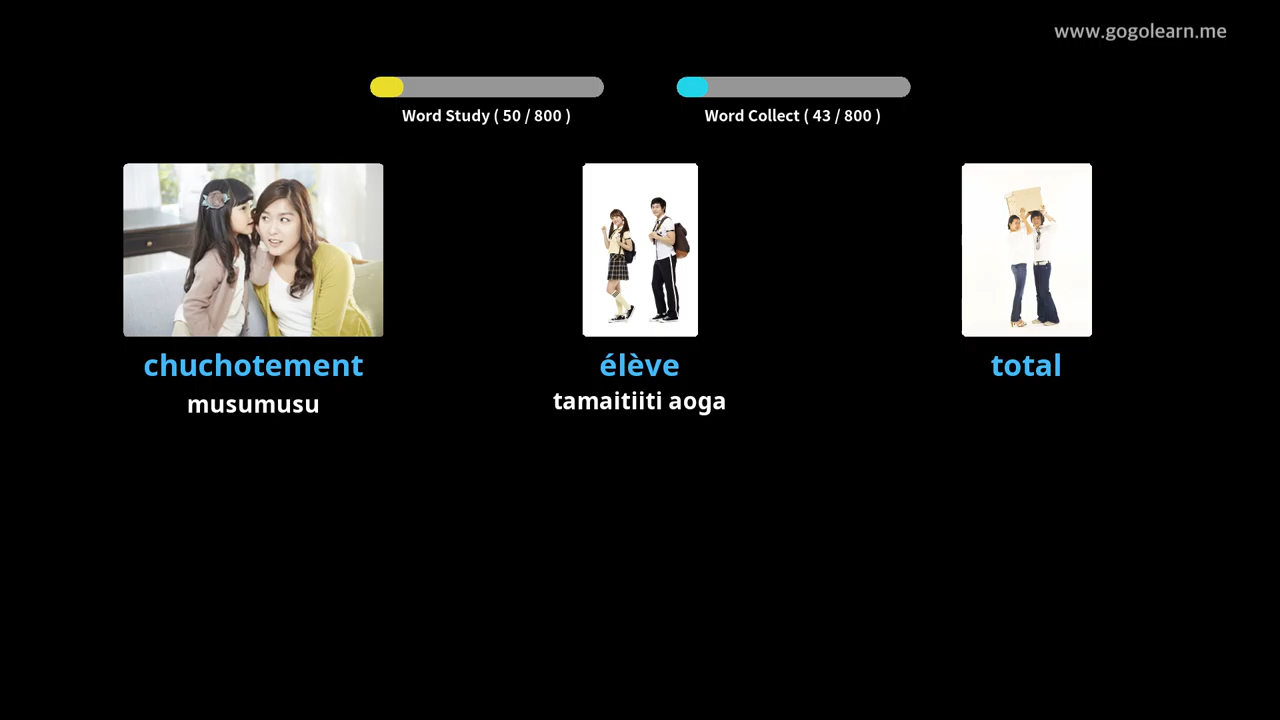 www.gogolearn.me
Word Study ( 50 / 800 )
Word Collect ( 43 / 800 )
chuchotement
musumusu
élève
tamaitiiti aoga
total